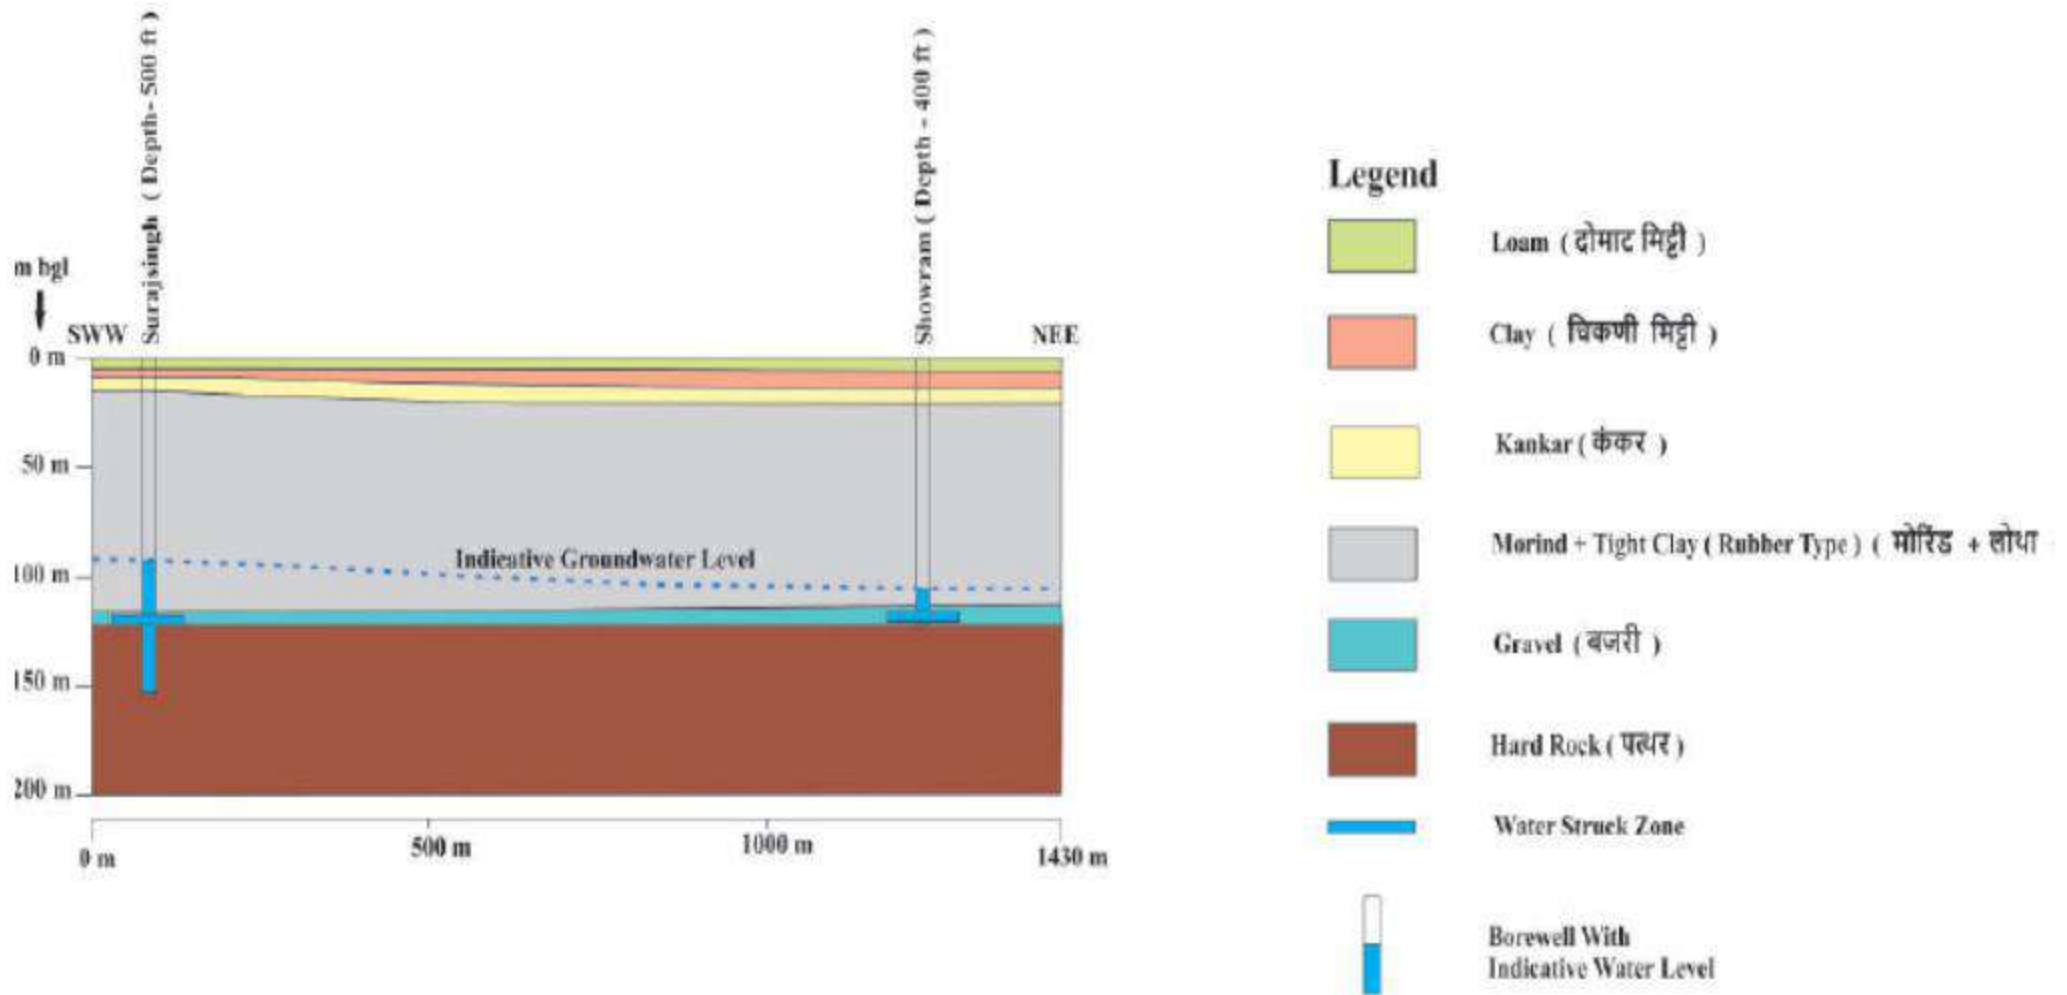 Surajsingh ( Depth- 500 ft )
Showram ( Depth - 400 ft )
m bgl
SWW
NEE
0 m
50 m
100 m
150 m
200 m
Indicative Groundwater Level
0 m
500 m
1000 m
1430 m
Legend
Loam ( दोमाट मिट्टी )
Clay ( चिकणी मिट्टी )
Kankar ( कंकर )
Morind + Tight Clay ( Rubber Type ) ( मोरिंड + लोधा
Gravel ( बजरी )
Hard Rock ( पत्थर )
Water Struck Zone
Borewell With
Indicative Water Level